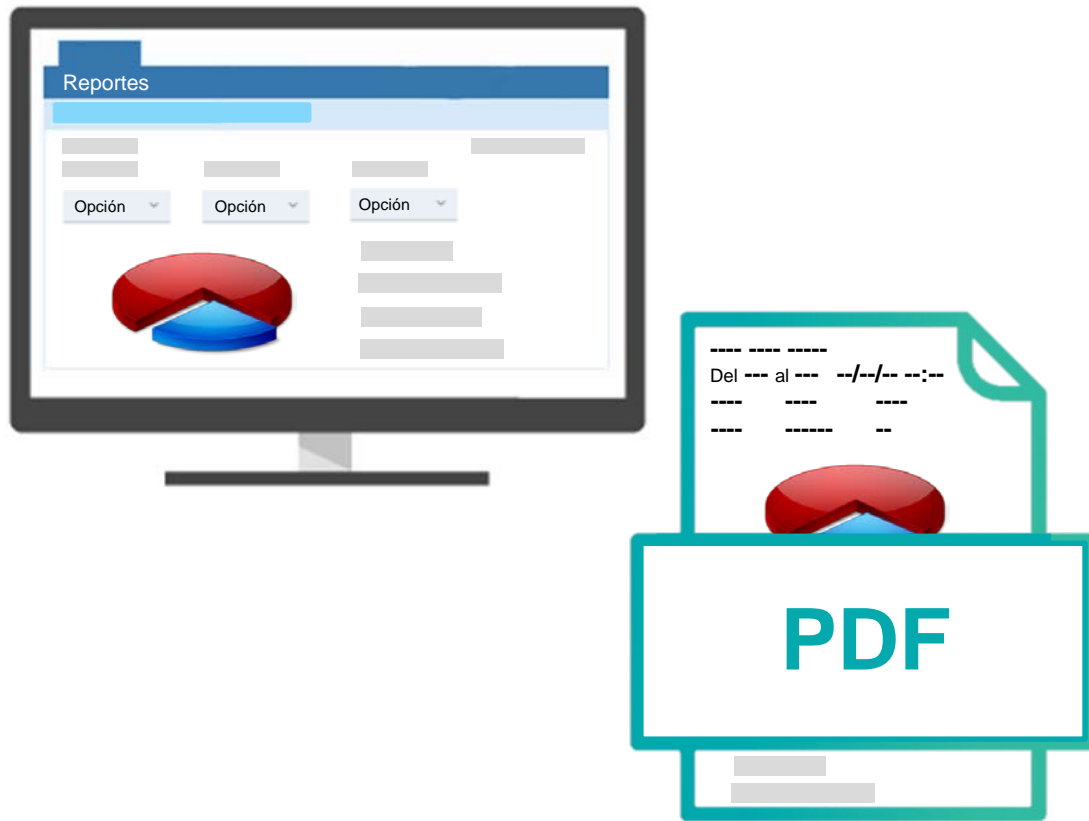 Reportes
Opción Opción Opción
---- ---- -----
Del --- al --- --/--/-- --:--
---- ---- ----
---- ------ --
PDF